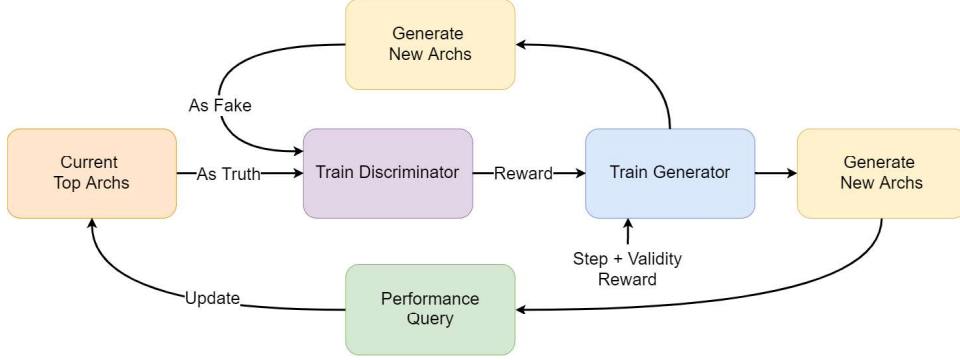 Generate
New Archs
As Fake
Current
Top Archs
As Truth
Train Discriminator
Reward
Train Generator
Generate
New Archs
Step + Validity
Reward
Update
Performance
Query